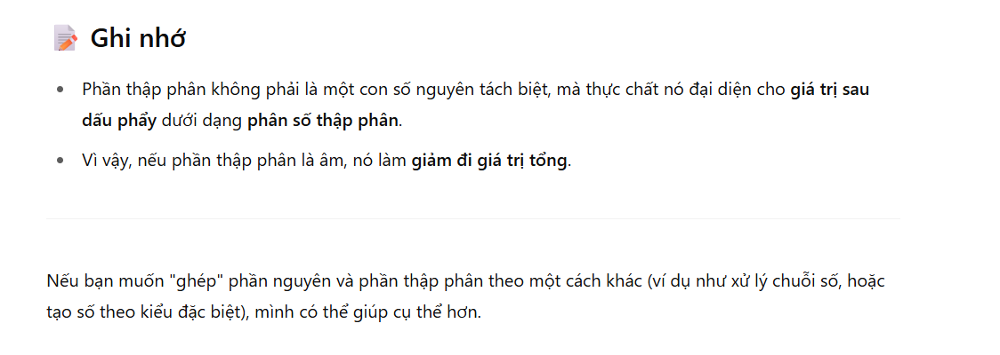 Ghi nhớ
Phần thập phân không phải là một con số nguyên tách biệt, mà thực chất nó đại diện cho giá trị sau
dấu phẩy dưới dạng phân số thập phân.
Vì vậy, nếu phần thập phân là âm, nó làm giảm đi giá trị tổng.
Nếu bạn muốn "ghép" phần nguyên và phần thập phân theo một cách khác (ví dụ như xử lý chuỗi số, hoặc
tạo số theo kiểu đặc biệt), mình có thể giúp cụ thể hơn.